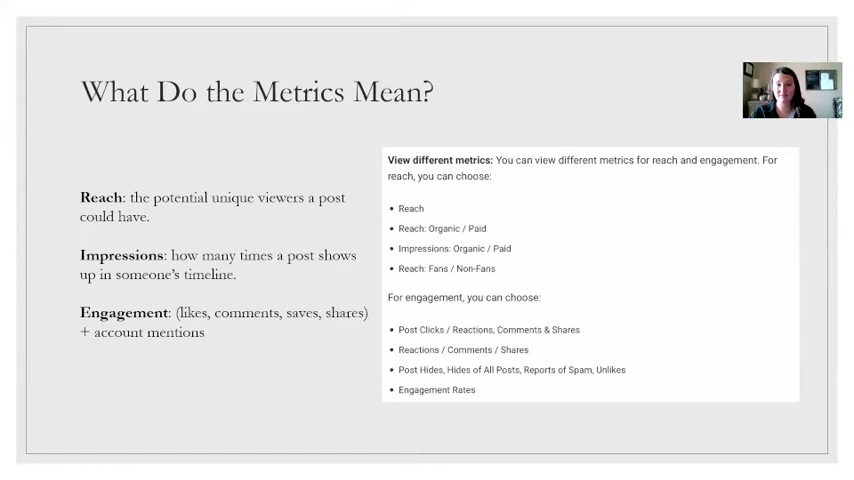 What Do the Metrics Mean?
Reach: the potential unique viewers a post
could have.
Impressions: how many times a post shows
up in someone's timeline.
Engagement: (likes, comments, saves, shares)
+ account mentions
View different metrics: You can view different metrics for reach and engagement. For
reach, you can choose:
• Reach
• Reach: Organic / Paid
• Impressions: Organic / Paid
• Reach: Fans / Non-Fans
For engagement, you can choose:
• Post Clicks / Reactions, Comments & Shares
• Reactions / Comments / Shares
• Post Hides, Hides of All Posts, Reports of Spam, Unlikes
• Engagement Rates